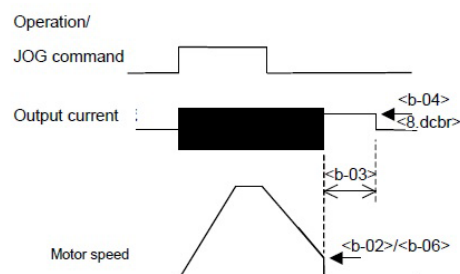 Operation/
JOG command
Output current
<b-04>
<8.dcbr>
<b-03>
<b-02>/<b-06>
Motor speed